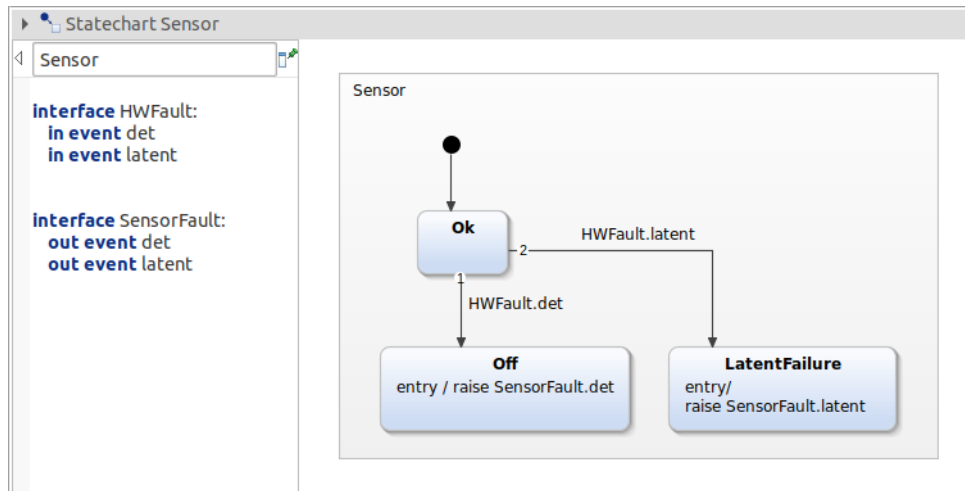 Statechart Sensor
Sensor
interface HWFault:
in event det
in event latent
interface SensorFault:
out event det
out event latent
Sensor
Ok
2
HWFault.latent
1
HWFault.det
Off
entry / raise SensorFault.det
LatentFailure
entry/
raise SensorFault.latent